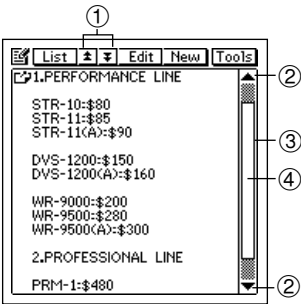 ①
List Edit New Tools
1.PERFORMANCE LINE
②
STR-10:$80
STR-11:$85
STR-11(A):$90
③
DVS-1200:$150
DVS-1200(A):$160
④
WR-9000:$200
WR-9500:$280
WR-9500(A):$300
2.PROFESSIONAL LINE
PRM-1:$480
②